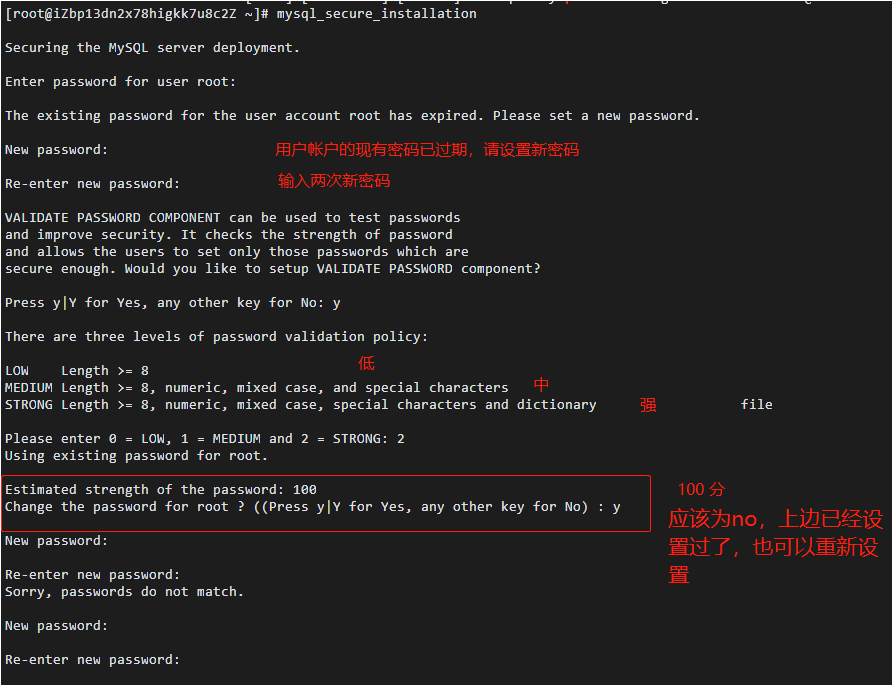 [root@iZbp13dn2x78higkk7u8c2Z ~]# mysql_secure_installation
Securing the MySQL server deployment.
Enter password for user root:
The existing password for the user account root has expired. Please set a new password.
New password:
用户帐户的现有密码已过期，请设置新密码
Re-enter new password:
输入两次新密码
VALIDATE PASSWORD COMPONENT can be used to test passwords
and improve security. It checks the strength of password
and allows the users to set only those passwords which are
secure enough. Would you like to setup VALIDATE PASSWORD component?
Press y|Y for Yes, any other key for No: y
There are three levels of password validation policy:
低
LOW    Length >= 8
MEDIUM Length >= 8, numeric, mixed case, and special characters 中
STRONG Length >= 8, numeric, mixed case, special characters and dictionary 强 file
Please enter 0 = LOW, 1 = MEDIUM and 2 = STRONG: 2
Using existing password for root.
Estimated strength of the password: 100
100 分
Change the password for root ? ((Press y|Y for Yes, any other key for No) : y
应该为no，上边已经设
置过了，也可以重新设
置
New password:
Re-enter new password:
Sorry, passwords do not match.
New password:
Re-enter new password: